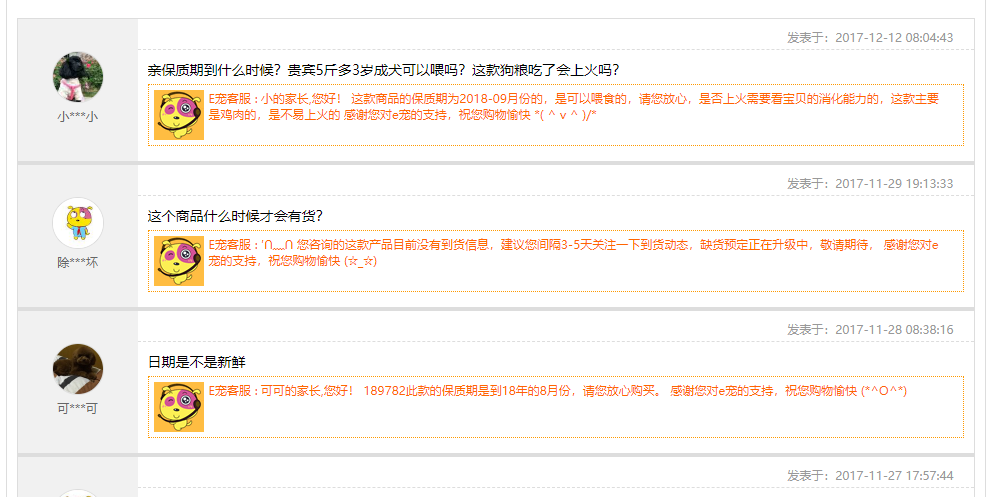 发表于：2017-12-12 08:04:43
亲保质期到什么时候？贵宾5斤多3岁成犬可以喂吗？这款狗粮吃了会上火吗？
E宠客服 : 小的家长,您好！ 这款商品的保质期为2018-09月份的，是可以喂食的，请您放心，是否上火需要看宝贝的消化能力的，这款主要
是鸡肉的，是不易上火的 感谢您对e宠的支持，祝您购物愉快 *( ^ v ^ )/*
小***小
发表于：2017-11-29 19:13:33
这个商品什么时候才会有货？
E宠客服 : '∩__∩ 您咨询的这款产品目前没有到货信息，建议您间隔3-5天关注一下到货动态，缺货预定正在升级中，敬请期待， 感谢您对e
宠的支持，祝您购物愉快 (☆_☆)
除***坏
发表于：2017-11-28 08:38:16
日期是不是新鲜
E宠客服 : 可可的家长,您好！ 189782此款的保质期是到18年的8月份，请您放心购买。 感谢您对e宠的支持，祝您购物愉快 (*^O^*)
可***可
发表于：2017-11-27 17:57:44